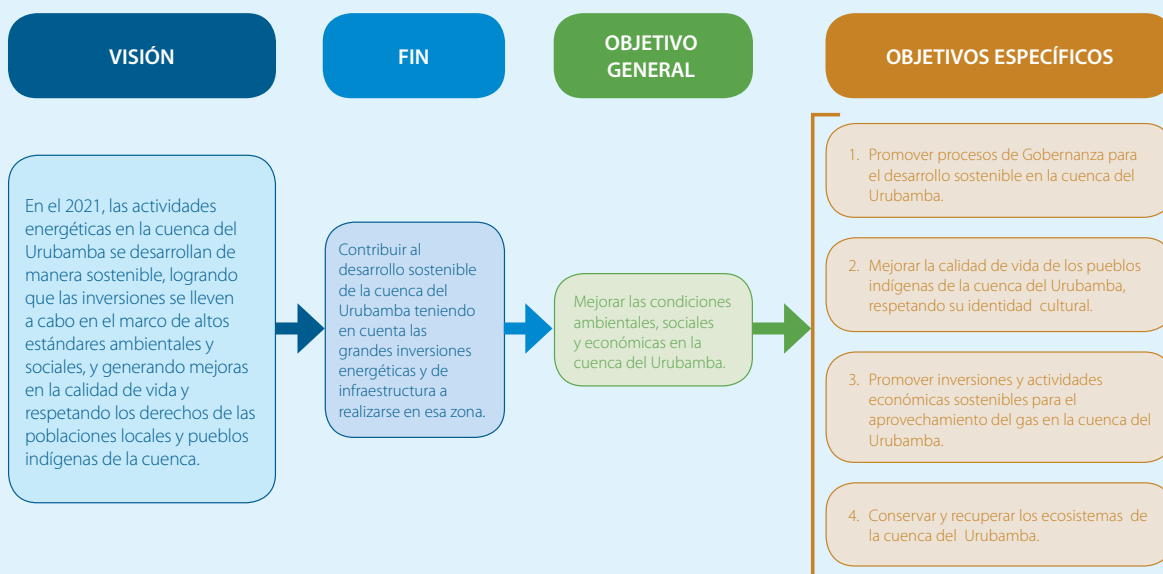 VISIÓN
En el 2021, las actividades
energéticas en la cuenca del
Urubamba se desarrollan de
manera sostenible, logrando
que las inversiones se lleven
a cabo en el marco de altos
estándares ambientales y
sociales, y generando mejoras
en la calidad de vida y
respetando los derechos de las
poblaciones locales y pueblos
indígenas de la cuenca.
FIN
Contribuir al
desarrollo sostenible
de la cuenca del
Urubamba teniendo
en cuenta las
grandes inversiones
energéticas y de
infraestructura a
realizarse en esa zona.
OBJETIVO
GENERAL
Mejorar las condiciones
ambientales, sociales
y económicas en la
cuenca del Urubamba.
OBJETIVOS ESPECÍFICOS
1. Promover procesos de Gobernanza para
el desarrollo sostenible en la cuenca del
Urubamba.
2. Mejorar la calidad de vida de los pueblos
indígenas de la cuenca del Urubamba,
respetando su identidad cultural.
3. Promover inversiones y actividades
económicas sostenibles para el
aprovechamiento del gas en la cuenca del
Urubamba.
4. Conservar y recuperar los ecosistemas de
la cuenca del Urubamba.